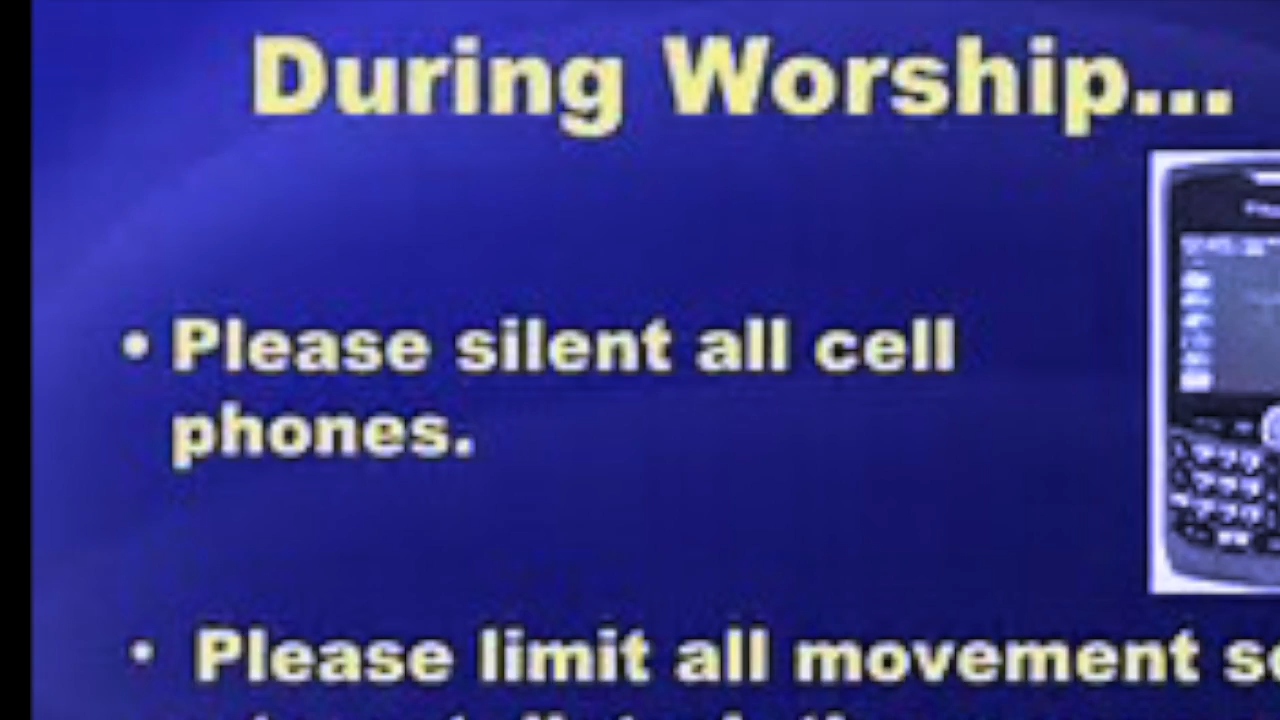 During Worship...
• Please silent all cell
phones.
• Please limit all movement